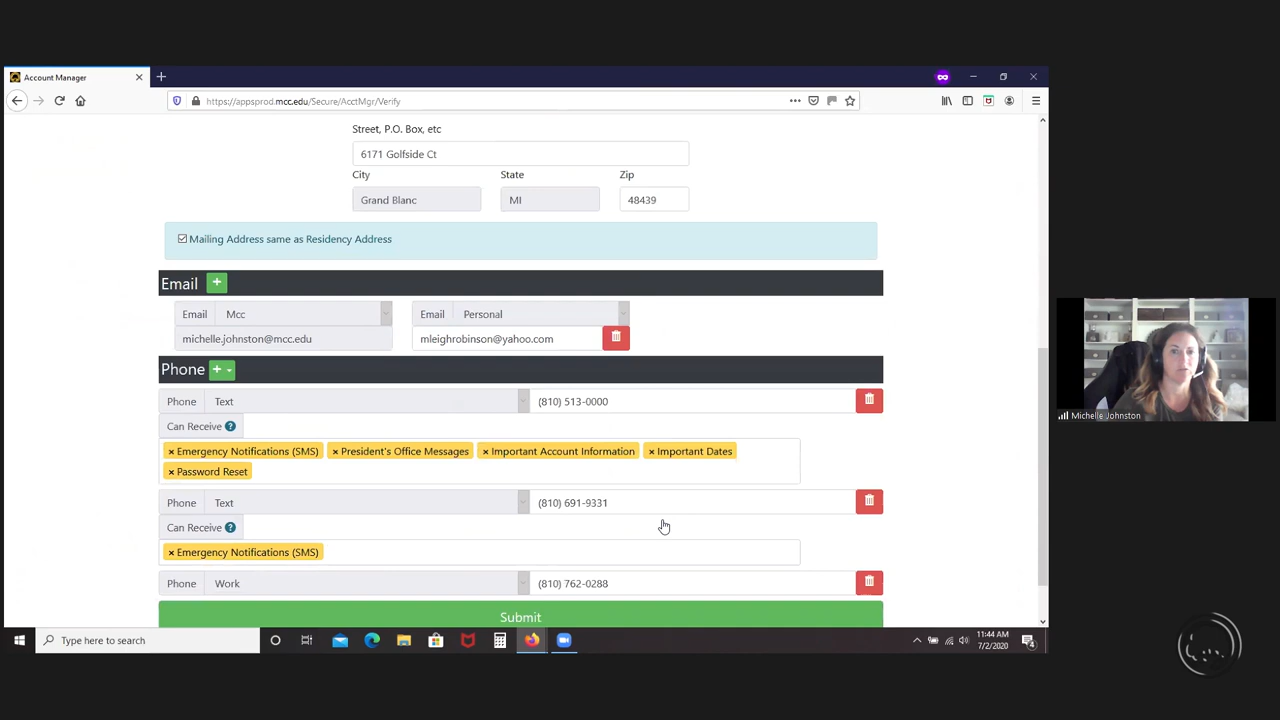 Account Manager
https://appsprod.mcc.edu/Secure/AcctMgr/Verify
Street, P.O. Box, etc
6171 Golfside Ct
City State Zip
Grand Blanc MI 48439
Mailing Address same as Residency Address
Email +
Email Mcc Email Personal
michelle.johnston@mcc.edu mleighrobinson@yahoo.com
Phone +
Phone Text (810) 513-0000
Can Receive ?
× Emergency Notifications (SMS) × President's Office Messages × Important Account Information × Important Dates
× Password Reset
Phone Text (810) 691-9331
Can Receive ?
× Emergency Notifications (SMS)
Phone Work (810) 762-0288
Submit
Type here to search
11:44 AM
7/2/2020
4
Michelle Johnston